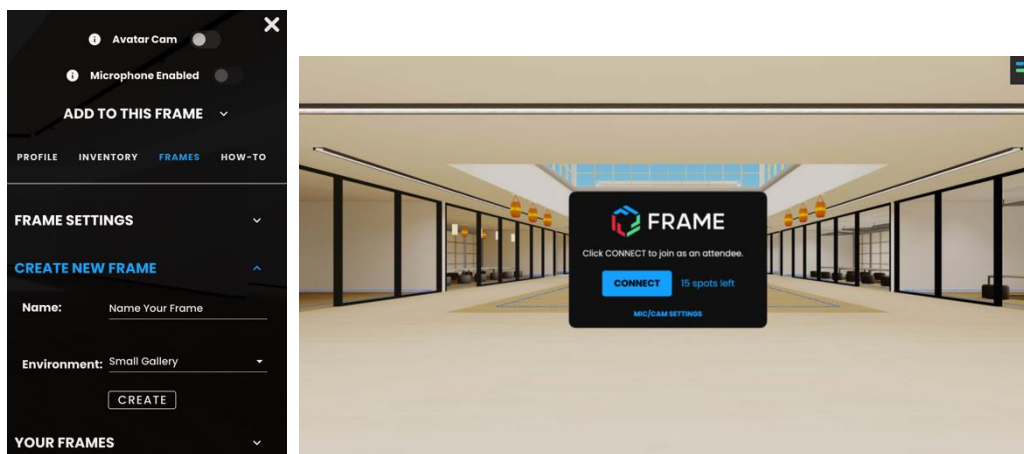 Avatar Cam
Microphone Enabled
ADD TO THIS FRAME
PROFILE INVENTORY FRAMES HOW-TO
FRAME SETTINGS
CREATE NEW FRAME
Name: Name Your Frame
Environment: Small Gallery
CREATE
YOUR FRAMES
FRAME
Click CONNECT to join as an attendee.
CONNECT 15 spots left
MIC/CAM SETTINGS